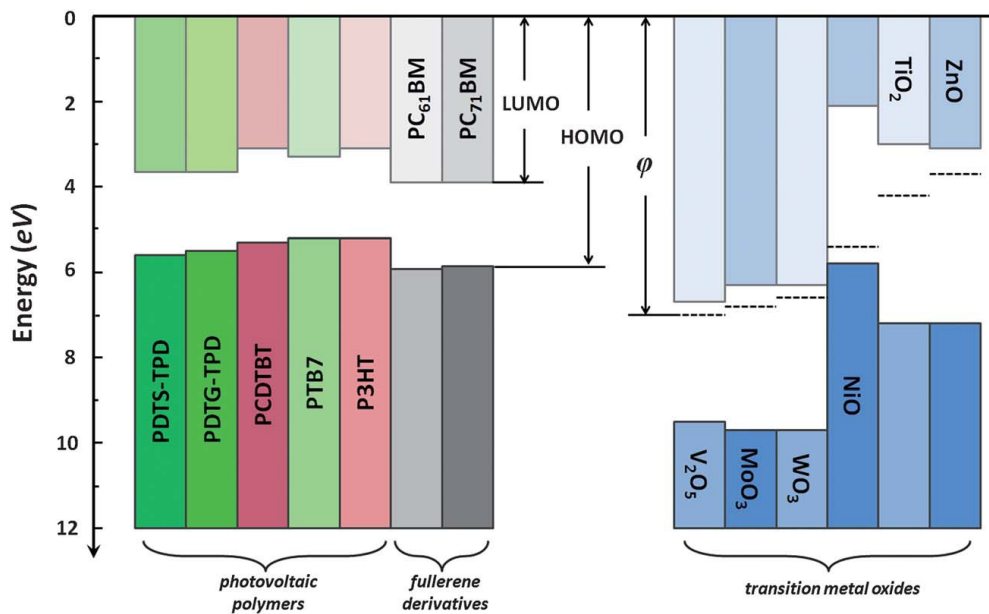 Energy (eV)
0
2
4
6
8
10
12
PDTS-TPD
PDTG-TPD
PCDTBT
PTB7
P3HT
PC₆₁BM
PC₇₁BM
LUMO
HOMO
φ
V₂O₅
MoO₃
WO₃
NiO
TiO₂
ZnO
photovoltaic
polymers
fullerene
derivatives
transition metal oxides